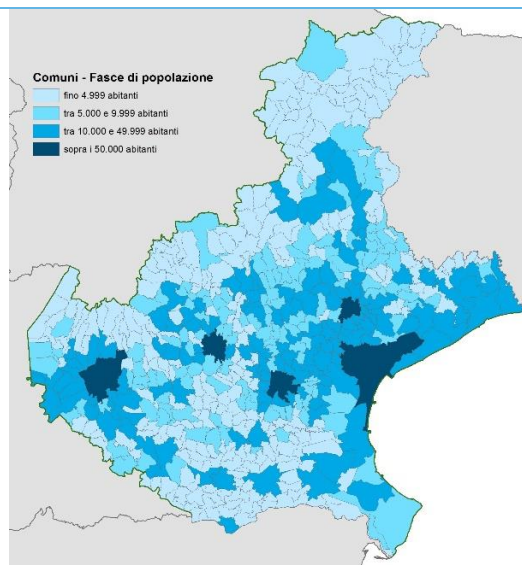 Comuni - Fasce di popolazione
fino 4.999 abitanti
tra 5.000 e 9.999 abitanti
tra 10.000 e 49.999 abitanti
sopra i 50.000 abitanti